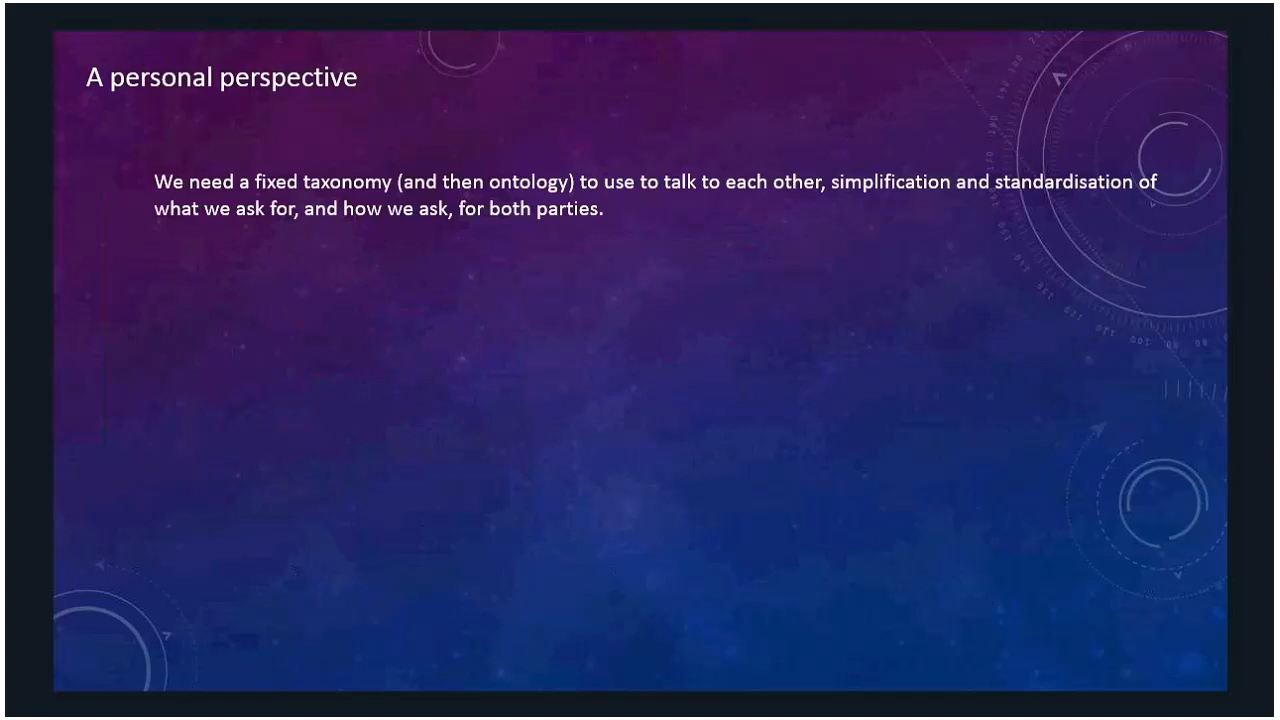 A personal perspective
We need a fixed taxonomy (and then ontology) to use to talk to each other, simplification and standardisation of
what we ask for, and how we ask, for both parties.